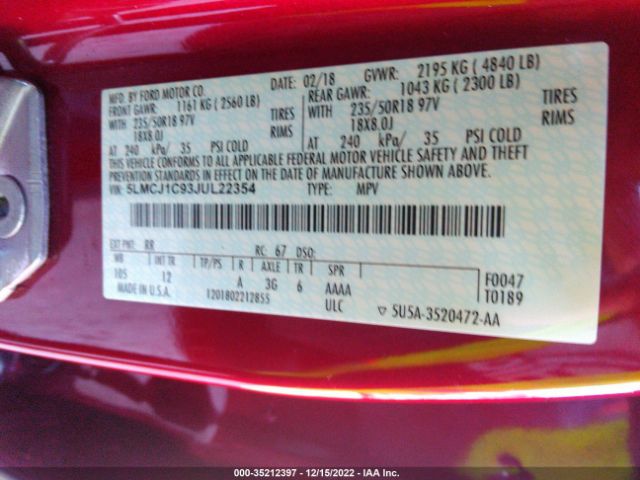 MFD. BY FORD MOTOR CO.
DATE: 02/18 GVWR: 2195 KG ( 4840 LB)
FRONT GAWR: 1161 KG ( 2560 LB) REAR GAWR: 1043 KG ( 2300 LB)
WITH 235/50R18 97V TIRES WITH 235/50R18 97V TIRES
18X8.0J RIMS 18X8.0J RIMS
AT 240 kPa/ 35 PSI COLD AT 240 kPa/ 35 PSI COLD
THIS VEHICLE CONFORMS TO ALL APPLICABLE FEDERAL MOTOR VEHICLE SAFETY AND THEFT
PREVENTION STANDARDS IN EFFECT ON THE DATE OF MANUFACTURE SHOWN ABOVE.
VIN: 5LMCJ1C93JUL22354 TYPE: MPV
EXT PNT: RR RC: 67 DSO:
WB INT TR TP/PS R AXLE TR SPR
105 12 A 3G 6 AAAA
F0047
T0189
MADE IN U.S.A. 1201802212855 ULC ▽ 5U5A-3520472-AA
000-35212397 - 12/15/2022 - IAA Inc.